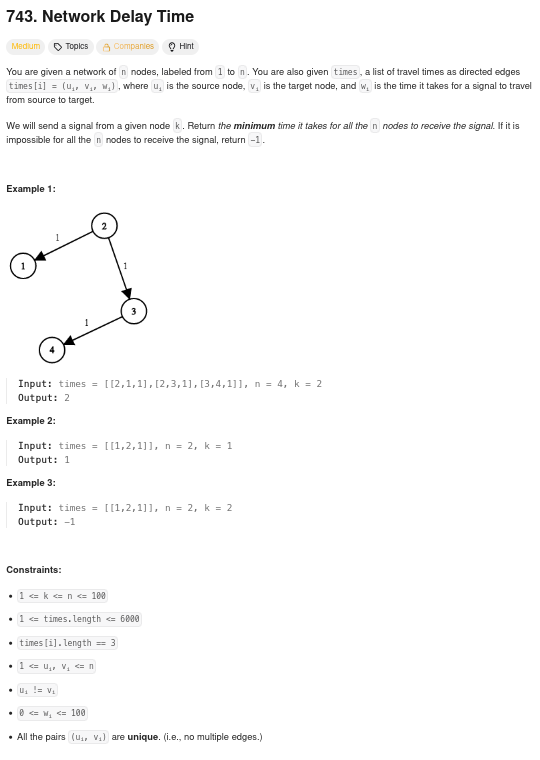 743. Network Delay Time
Medium Topics Companies Hint
You are given a network of n nodes, labeled from 1 to n. You are also given times, a list of travel times as directed edges
times[i] = (uᵢ, vᵢ, wᵢ), where uᵢ is the source node, vᵢ is the target node, and wᵢ is the time it takes for a signal to travel
from source to target.
We will send a signal from a given node k. Return the minimum time it takes for all the n nodes to receive the signal. If it is
impossible for all the n nodes to receive the signal, return -1.
Example 1:
2
1
1
1
3
1
4
Input: times = [[2,1,1],[2,3,1],[3,4,1]], n = 4, k = 2
Output: 2
Example 2:
Input: times = [[1,2,1]], n = 2, k = 1
Output: 1
Example 3:
Input: times = [[1,2,1]], n = 2, k = 2
Output: -1
Constraints:
• 1 <= k <= n <= 100
• 1 <= times.length <= 6000
• times[i].length == 3
• 1 <= uᵢ, vᵢ <= n
• uᵢ != vᵢ
• 0 <= wᵢ <= 100
• All the pairs (uᵢ, vᵢ) are unique. (i.e., no multiple edges.)